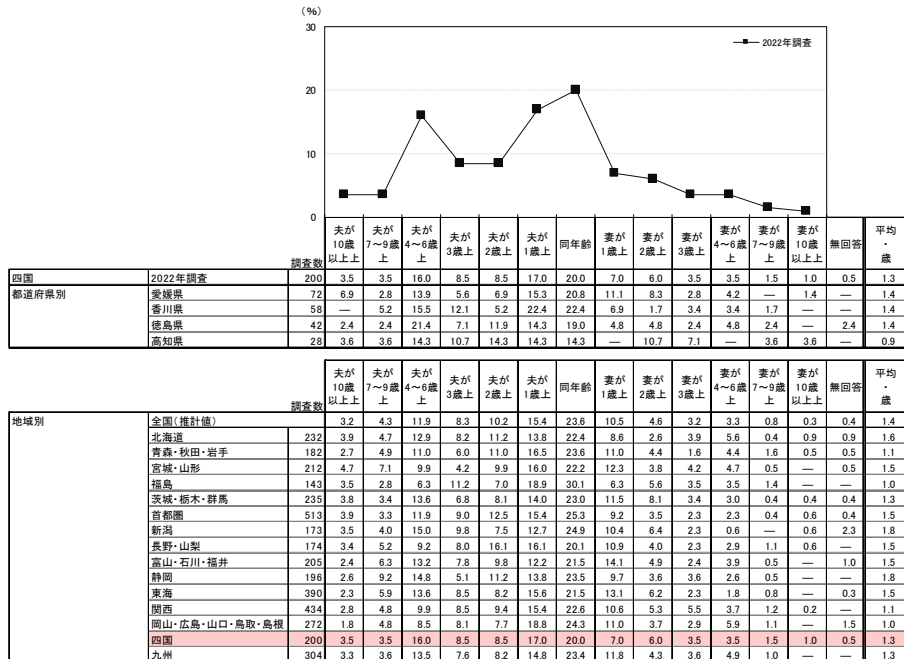 （%）
30
20
10
0
2022年調査
調査数 夫が10歳以上上 夫が7～9歳上 夫が4～6歳上 夫が3歳上 夫が2歳上 夫が1歳上 同年齢 妻が1歳上 妻が2歳上 妻が3歳上 妻が4～6歳上 妻が7～9歳上 妻が10歳以上上 無回答 平均・歳
四国 2022年調査 200 3.5 3.5 16.0 8.5 8.5 17.0 20.0 7.0 6.0 3.5 3.5 1.5 1.0 0.5 1.3
都道府県別 愛媛県 72 6.9 2.8 13.9 5.6 6.9 15.3 20.8 11.1 8.3 2.8 4.2 — 1.4 — 1.4
香川県 58 — 5.2 15.5 12.1 5.2 22.4 22.4 6.9 1.7 3.4 3.4 1.7 — — 1.4
徳島県 42 2.4 2.4 21.4 7.1 11.9 14.3 19.0 4.8 4.8 2.4 4.8 2.4 — 2.4 1.4
高知県 28 3.6 3.6 14.3 10.7 14.3 14.3 14.3 — 10.7 7.1 — 3.6 3.6 — 0.9
調査数 夫が10歳以上上 夫が7～9歳上 夫が4～6歳上 夫が3歳上 夫が2歳上 夫が1歳上 同年齢 妻が1歳上 妻が2歳上 妻が3歳上 妻が4～6歳上 妻が7～9歳上 妻が10歳以上上 無回答 平均・歳
地域別 全国(推計値) 3.2 4.3 11.9 8.3 10.2 15.4 23.6 10.5 4.6 3.2 3.3 0.8 0.3 0.4 1.4
北海道 232 3.9 4.7 12.9 8.2 11.2 13.8 22.4 8.6 2.6 3.9 5.6 0.4 0.9 0.9 1.6
青森・秋田・岩手 182 2.7 4.9 11.0 6.0 11.0 16.5 23.6 11.0 4.4 1.6 4.4 1.6 0.5 0.5 1.1
宮城・山形 212 4.7 7.1 9.9 4.2 9.9 16.0 22.2 12.3 3.8 4.2 4.7 0.5 — 0.5 1.5
福島 143 3.5 2.8 6.3 11.2 7.0 18.9 30.1 6.3 5.6 3.5 3.5 1.4 — — 1.0
茨城・栃木・群馬 235 3.8 3.4 13.6 6.8 8.1 14.0 23.0 11.5 8.1 3.4 3.0 0.4 0.4 0.4 1.3
首都圏 513 3.9 3.3 11.9 9.0 12.5 15.4 25.3 9.2 3.5 2.3 2.3 0.4 0.6 0.4 1.5
新潟 173 3.5 4.0 15.0 9.8 7.5 12.7 24.9 10.4 6.4 2.3 0.6 — 0.6 2.3 1.8
長野・山梨 174 3.4 5.2 9.2 8.0 16.1 16.1 20.1 10.9 4.0 2.3 2.9 1.1 0.6 — 1.5
富山・石川・福井 205 2.4 6.3 13.2 7.8 9.8 12.2 21.5 14.1 4.9 2.4 3.9 0.5 — 1.0 1.5
静岡 196 2.6 9.2 14.8 5.1 11.2 13.8 23.5 9.7 3.6 3.6 2.6 0.5 — — 1.8
東海 390 2.3 5.9 13.6 8.5 8.2 15.6 21.5 13.1 6.2 2.3 1.8 0.8 — 0.3 1.5
関西 434 2.8 4.8 9.9 8.5 9.4 15.4 22.6 10.6 5.3 5.5 3.7 1.2 0.2 — 1.1
岡山・広島・山口・鳥取・島根 272 1.8 4.8 8.5 8.1 7.7 18.8 24.3 11.0 3.7 2.9 5.9 1.1 — 1.5 1.0
四国 200 3.5 3.5 16.0 8.5 8.5 17.0 20.0 7.0 6.0 3.5 3.5 1.5 1.0 0.5 1.3
九州 304 3.3 3.6 13.5 7.6 8.2 14.8 23.4 11.8 4.3 3.6 4.9 1.0 — — 1.3